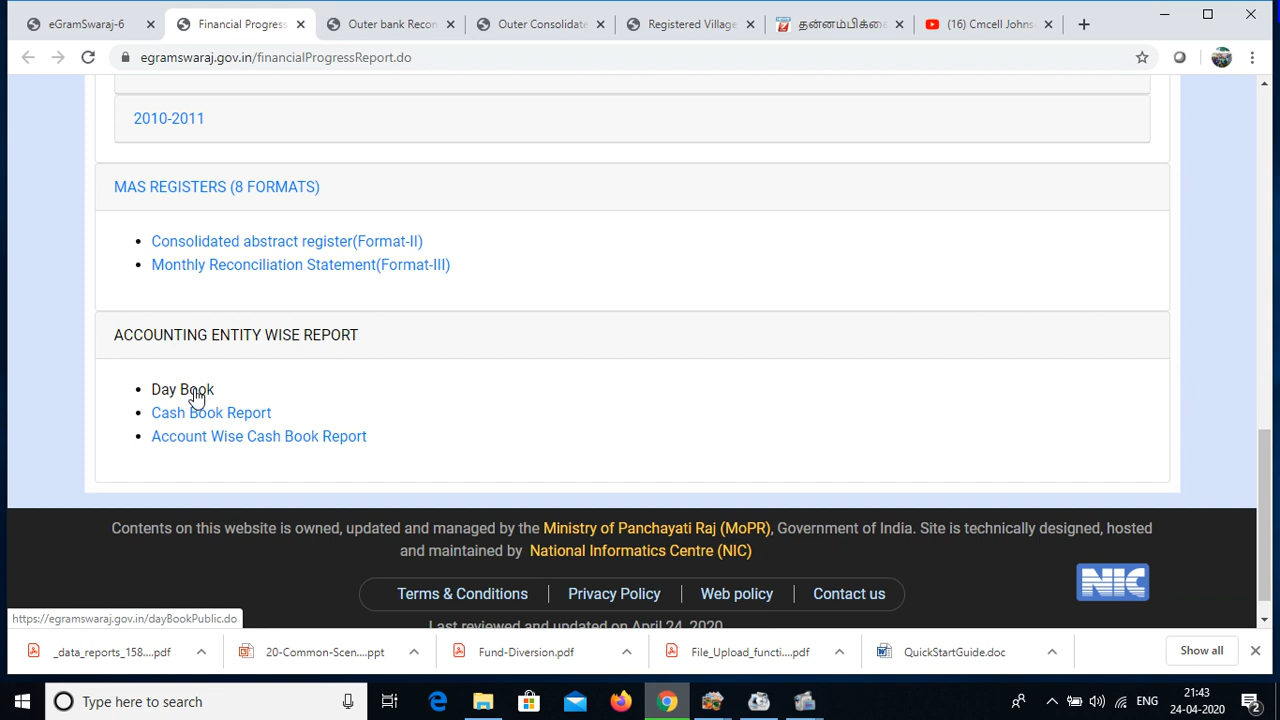 eGramSwaraj-6
Financial Progress
Outer bank Recon
Outer Consolidate
Registered Village
தன்னம்பிக்கை
(16) Cmcell Johns
egramswaraj.gov.in/financialProgressReport.do
2010-2011
MAS REGISTERS (8 FORMATS)
Consolidated abstract register(Format-II)
Monthly Reconciliation Statement(Format-III)
ACCOUNTING ENTITY WISE REPORT
Day Book
Cash Book Report
Account Wise Cash Book Report
Contents on this website is owned, updated and managed by the Ministry of Panchayati Raj (MoPR), Government of India. Site is technically designed, hosted
and maintained by National Informatics Centre (NIC)
NIC
Terms & Conditions | Privacy Policy | Web policy | Contact us
https://egramswaraj.gov.in/dayBookPublic.do
Last reviewed and updated on April 24, 2020
_data_reports_158....pdf
20-Common-Scen....ppt
Fund-Diversion.pdf
File_Upload_functi....pdf
QuickStartGuide.doc
Show all
Type here to search
ENG
21:43
24-04-2020
2